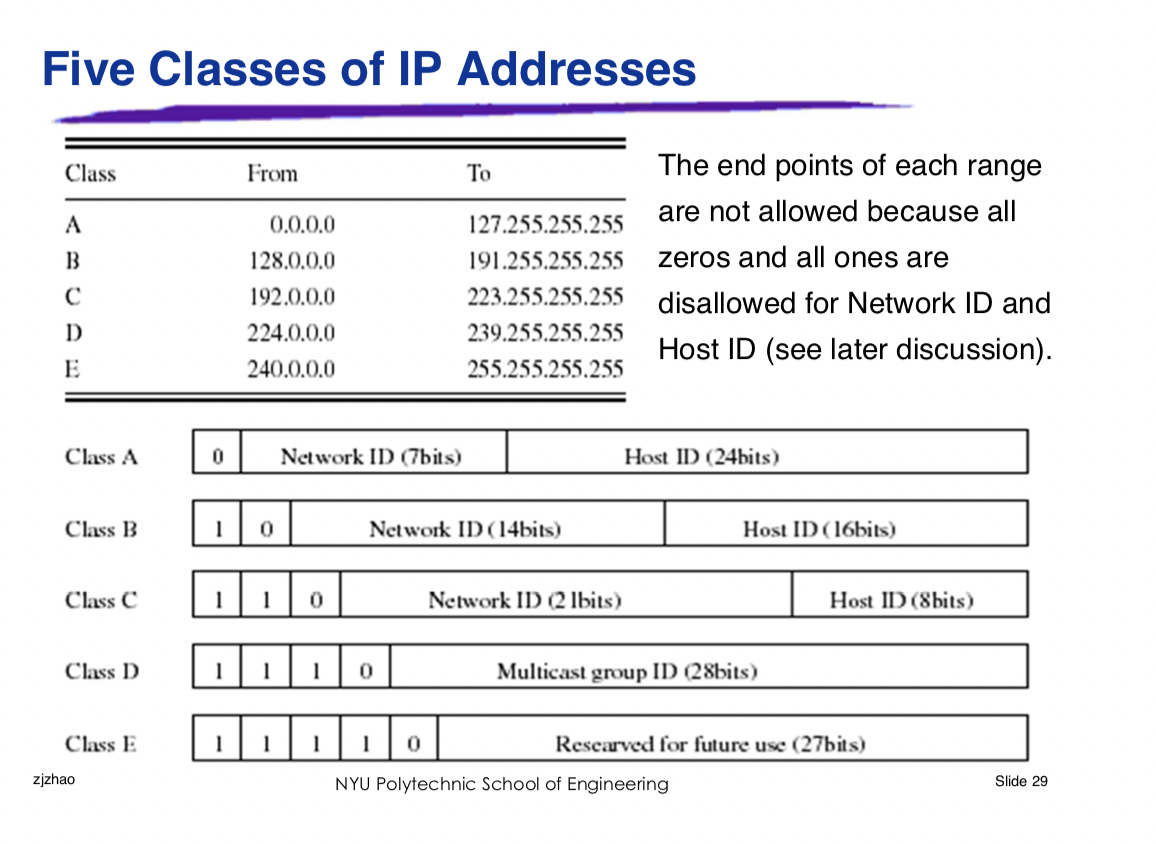 Five Classes of IP Addresses
Class From To
A 0.0.0.0 127.255.255.255
B 128.0.0.0 191.255.255.255
C 192.0.0.0 223.255.255.255
D 224.0.0.0 239.255.255.255
E 240.0.0.0 255.255.255.255
The end points of each range
are not allowed because all
zeros and all ones are
disallowed for Network ID and
Host ID (see later discussion).
Class A 0 Network ID (7bits) Host ID (24bits)
Class B 1 0 Network ID (14bits) Host ID (16bits)
Class C 1 1 0 Network ID (21bits) Host ID (8bits)
Class D 1 1 1 0 Multicast group ID (28bits)
Class E 1 1 1 1 0 Researved for future use (27bits)
zjzhao NYU Polytechnic School of Engineering Slide 29